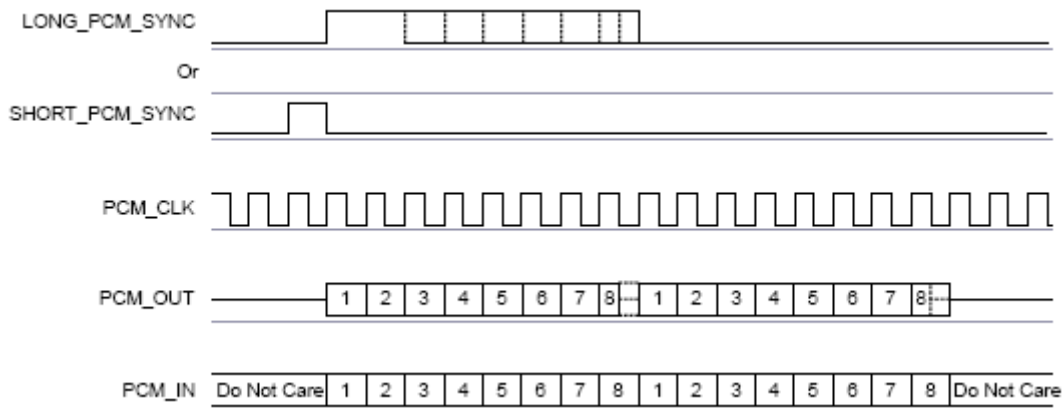 LONG_PCM_SYNC
Or
SHORT_PCM_SYNC
PCM_CLK
PCM_OUT 1 2 3 4 5 6 7 8 1 2 3 4 5 6 7 8
PCM_IN Do Not Care 1 2 3 4 5 6 7 8 1 2 3 4 5 6 7 8 Do Not Care